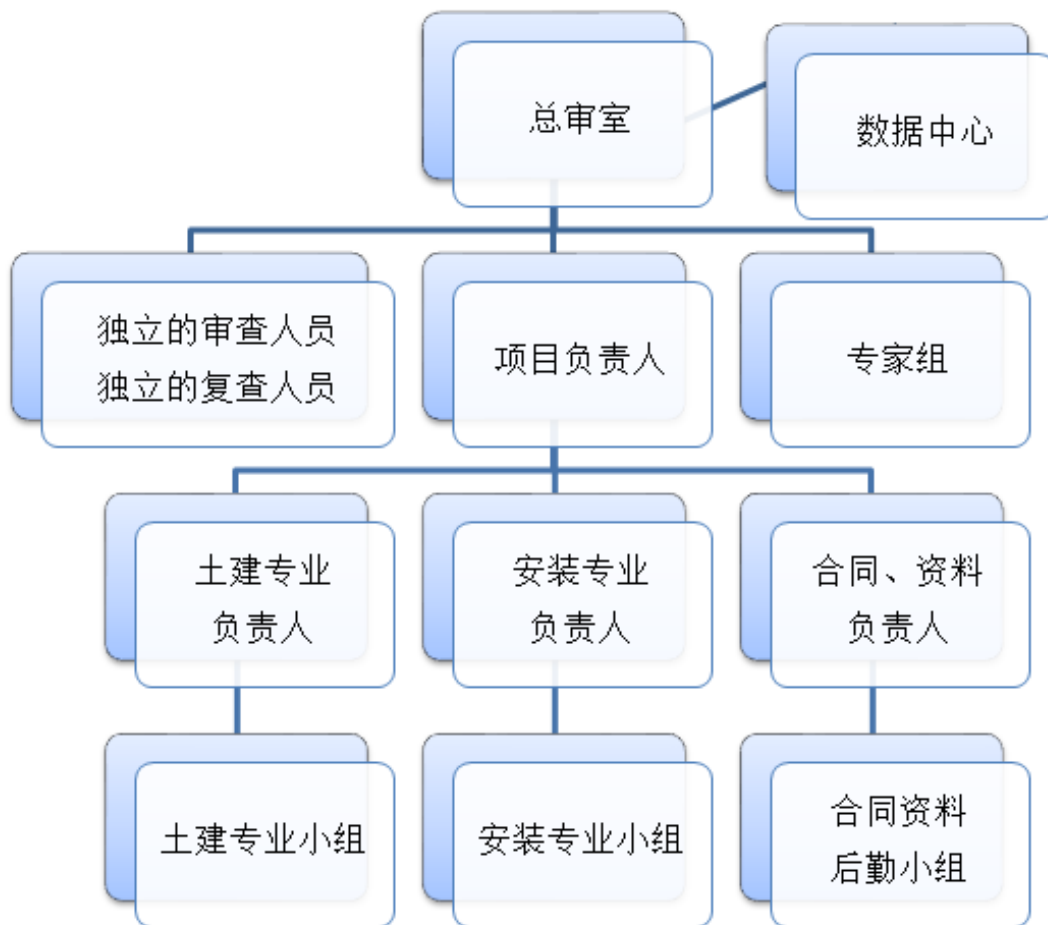 总审室
数据中心
独立的审查人员
独立的复查人员
项目负责人
专家组
土建专业
负责人
安装专业
负责人
合同、资料
负责人
土建专业小组
安装专业小组
合同资料
后勤小组